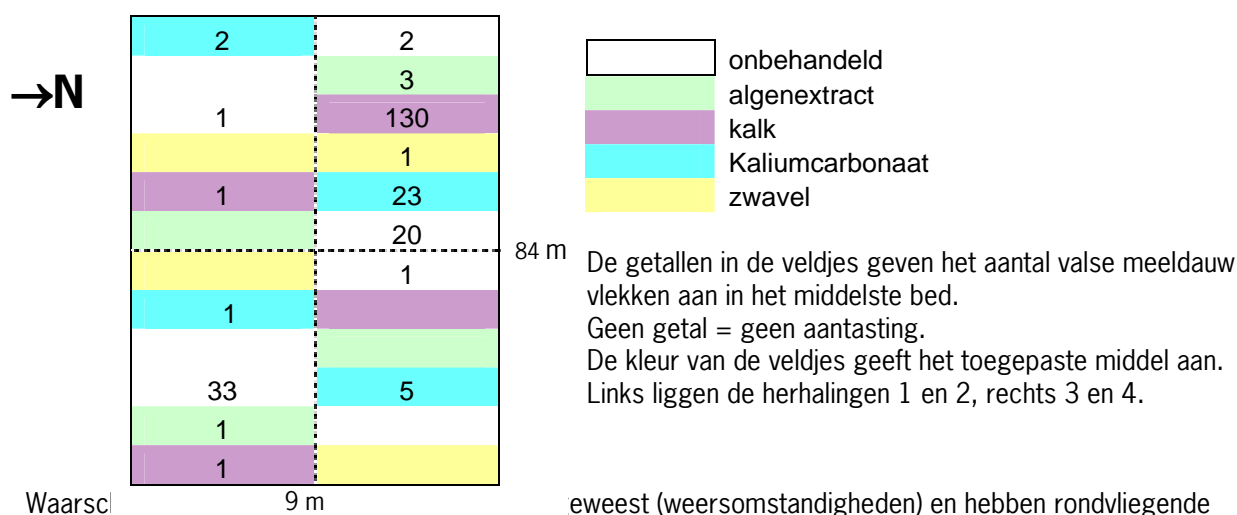 2 2
3
→N
1 130
1
1 23
20
1
1
33 5
1
1
9 m
84 m
onbehandeld
algenextract
kalk
Kaliumcarbonaat
zwavel
De getallen in de veldjes geven het aantal valse meeldauw
vlekken aan in het middelste bed.
Geen getal = geen aantasting.
De kleur van de veldjes geeft het toegepaste middel aan.
Links liggen de herhalingen 1 en 2, rechts 3 en 4.
(weersomstandigheden) en hebben rondvliegende